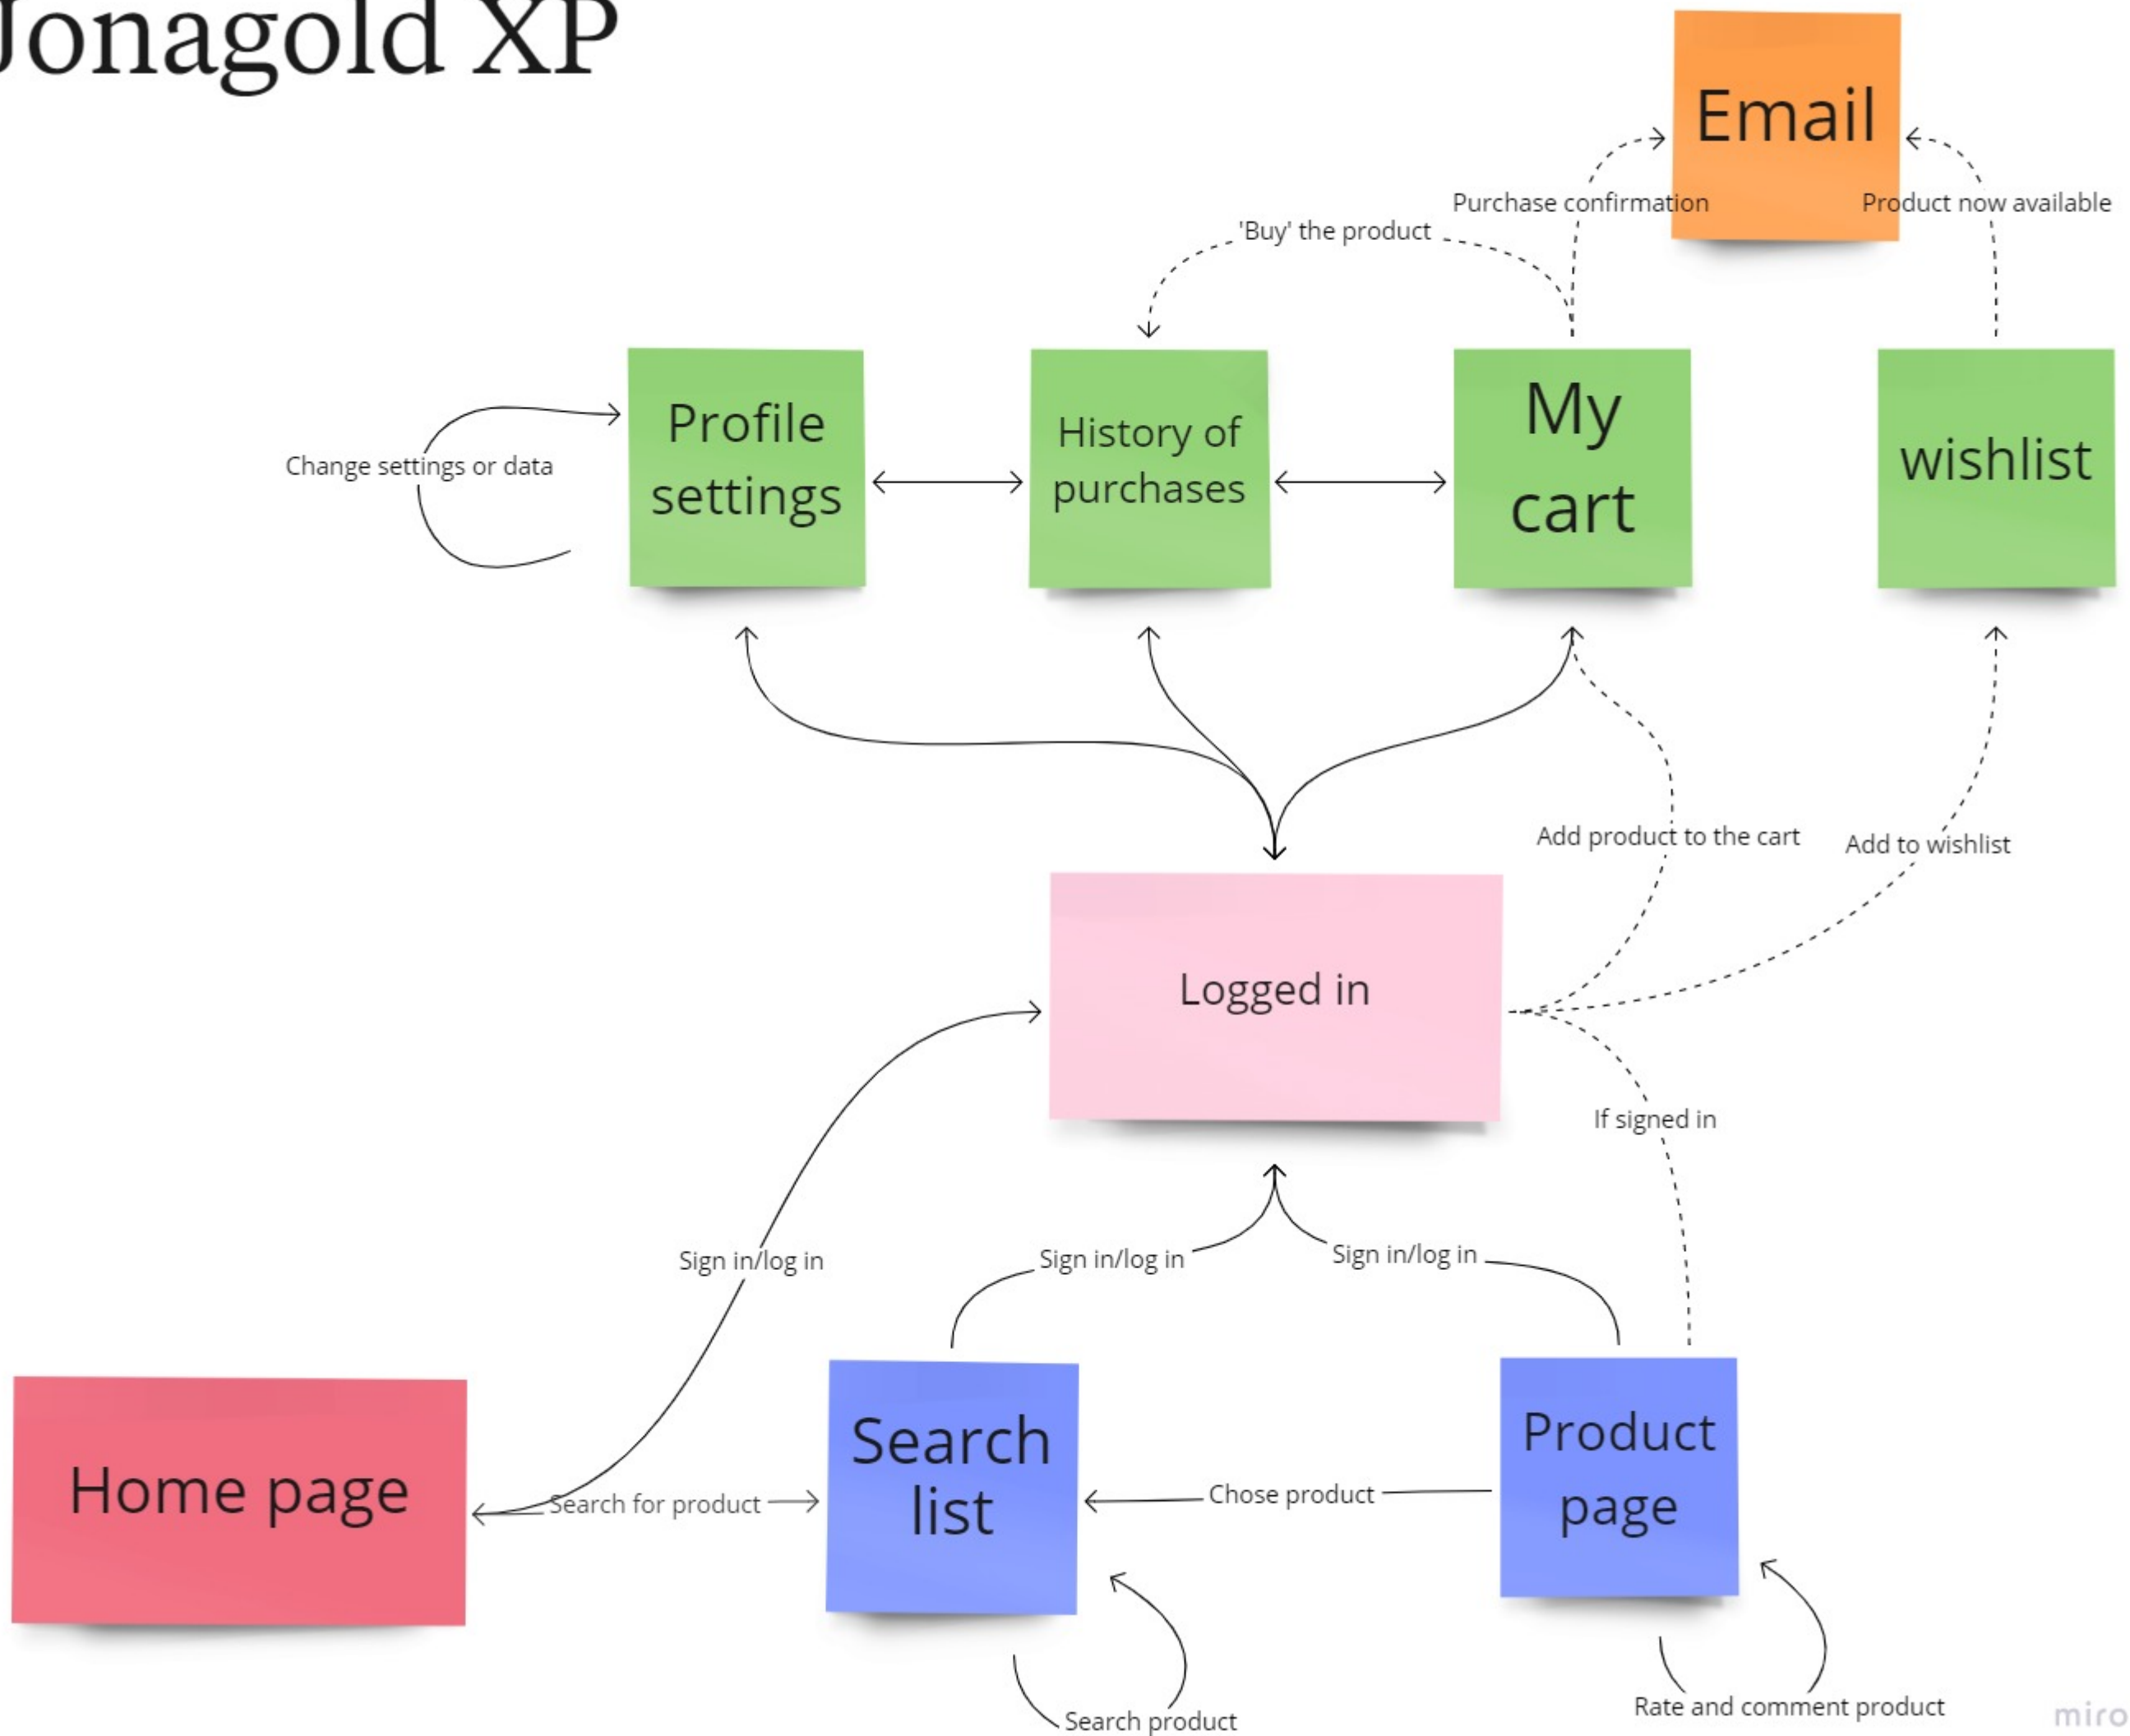 Jonagold XP
Email
Purchase confirmation
Product now available
'Buy' the product
Profile
settings
History of
purchases
My
cart
wishlist
Change settings or data
Add product to the cart
Add to wishlist
Logged in
If signed in
Sign in/log in
Sign in/log in
Sign in/log in
Home page
Search for product
Search
list
Chose product
Product
page
Search product
Rate and comment product
miro